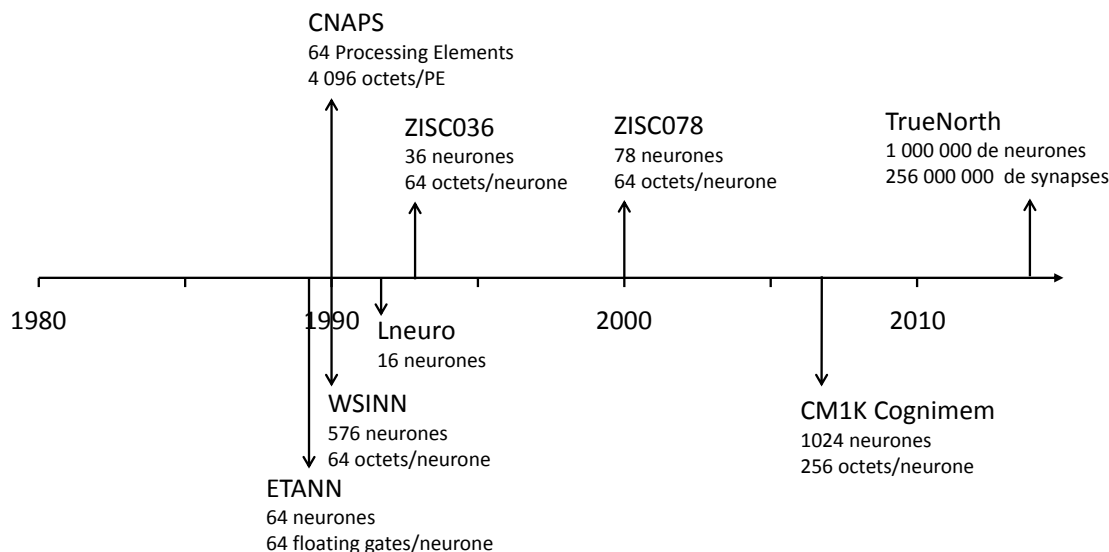 CNAPS
64 Processing Elements
4 096 octets/PE
ZISC036
36 neurones
64 octets/neurone
ZISC078
78 neurones
64 octets/neurone
TrueNorth
1 000 000 de neurones
256 000 000 de synapses
1980
1990
2000
2010
Lneuro
16 neurones
WSINN
576 neurones
64 octets/neurone
CM1K Cognimem
1024 neurones
256 octets/neurone
ETANN
64 neurones
64 floating gates/neurone